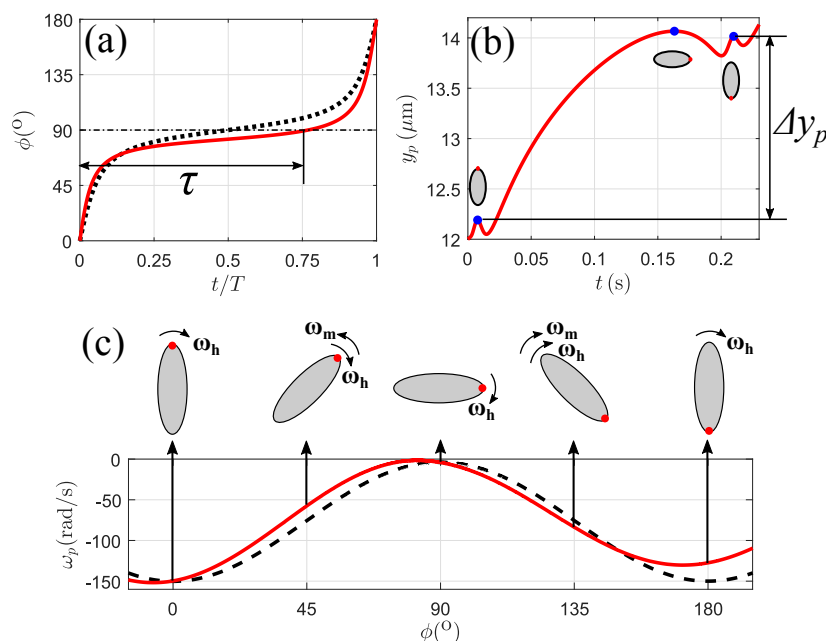 (a)
180
135
90
45
0
ϕ(°)
τ
0 0.25 0.5 0.75 1
t/T
(b)
14
13.5
13
12.5
12
y_p (μm)
Δy_p
0 0.05 0.1 0.15 0.2
t (s)
(c)
ω_h
ω_m
ω_h
ω_h
ω_m
ω_h
ω_h
0
-50
-100
-150
ω_p(rad/s)
0 45 90 135 180
ϕ(°)